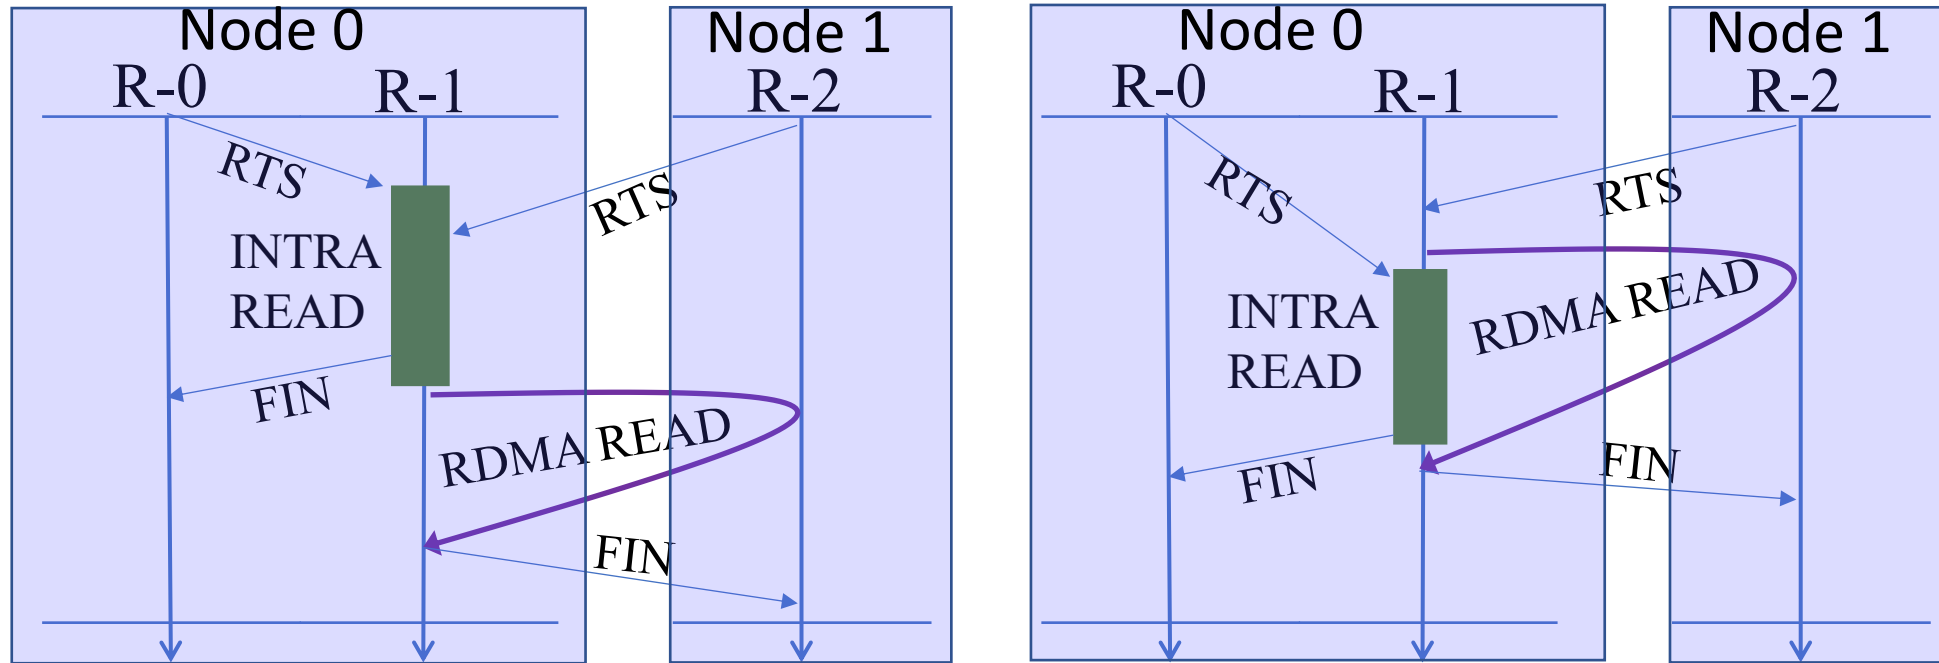 Node 0
Node 1
R-0
R-1
R-2
RTS
RTS
INTRA
READ
FIN
RDMA READ
FIN
Node 0
Node 1
R-0
R-1
R-2
RTS
RTS
INTRA
READ
RDMA READ
FIN
FIN